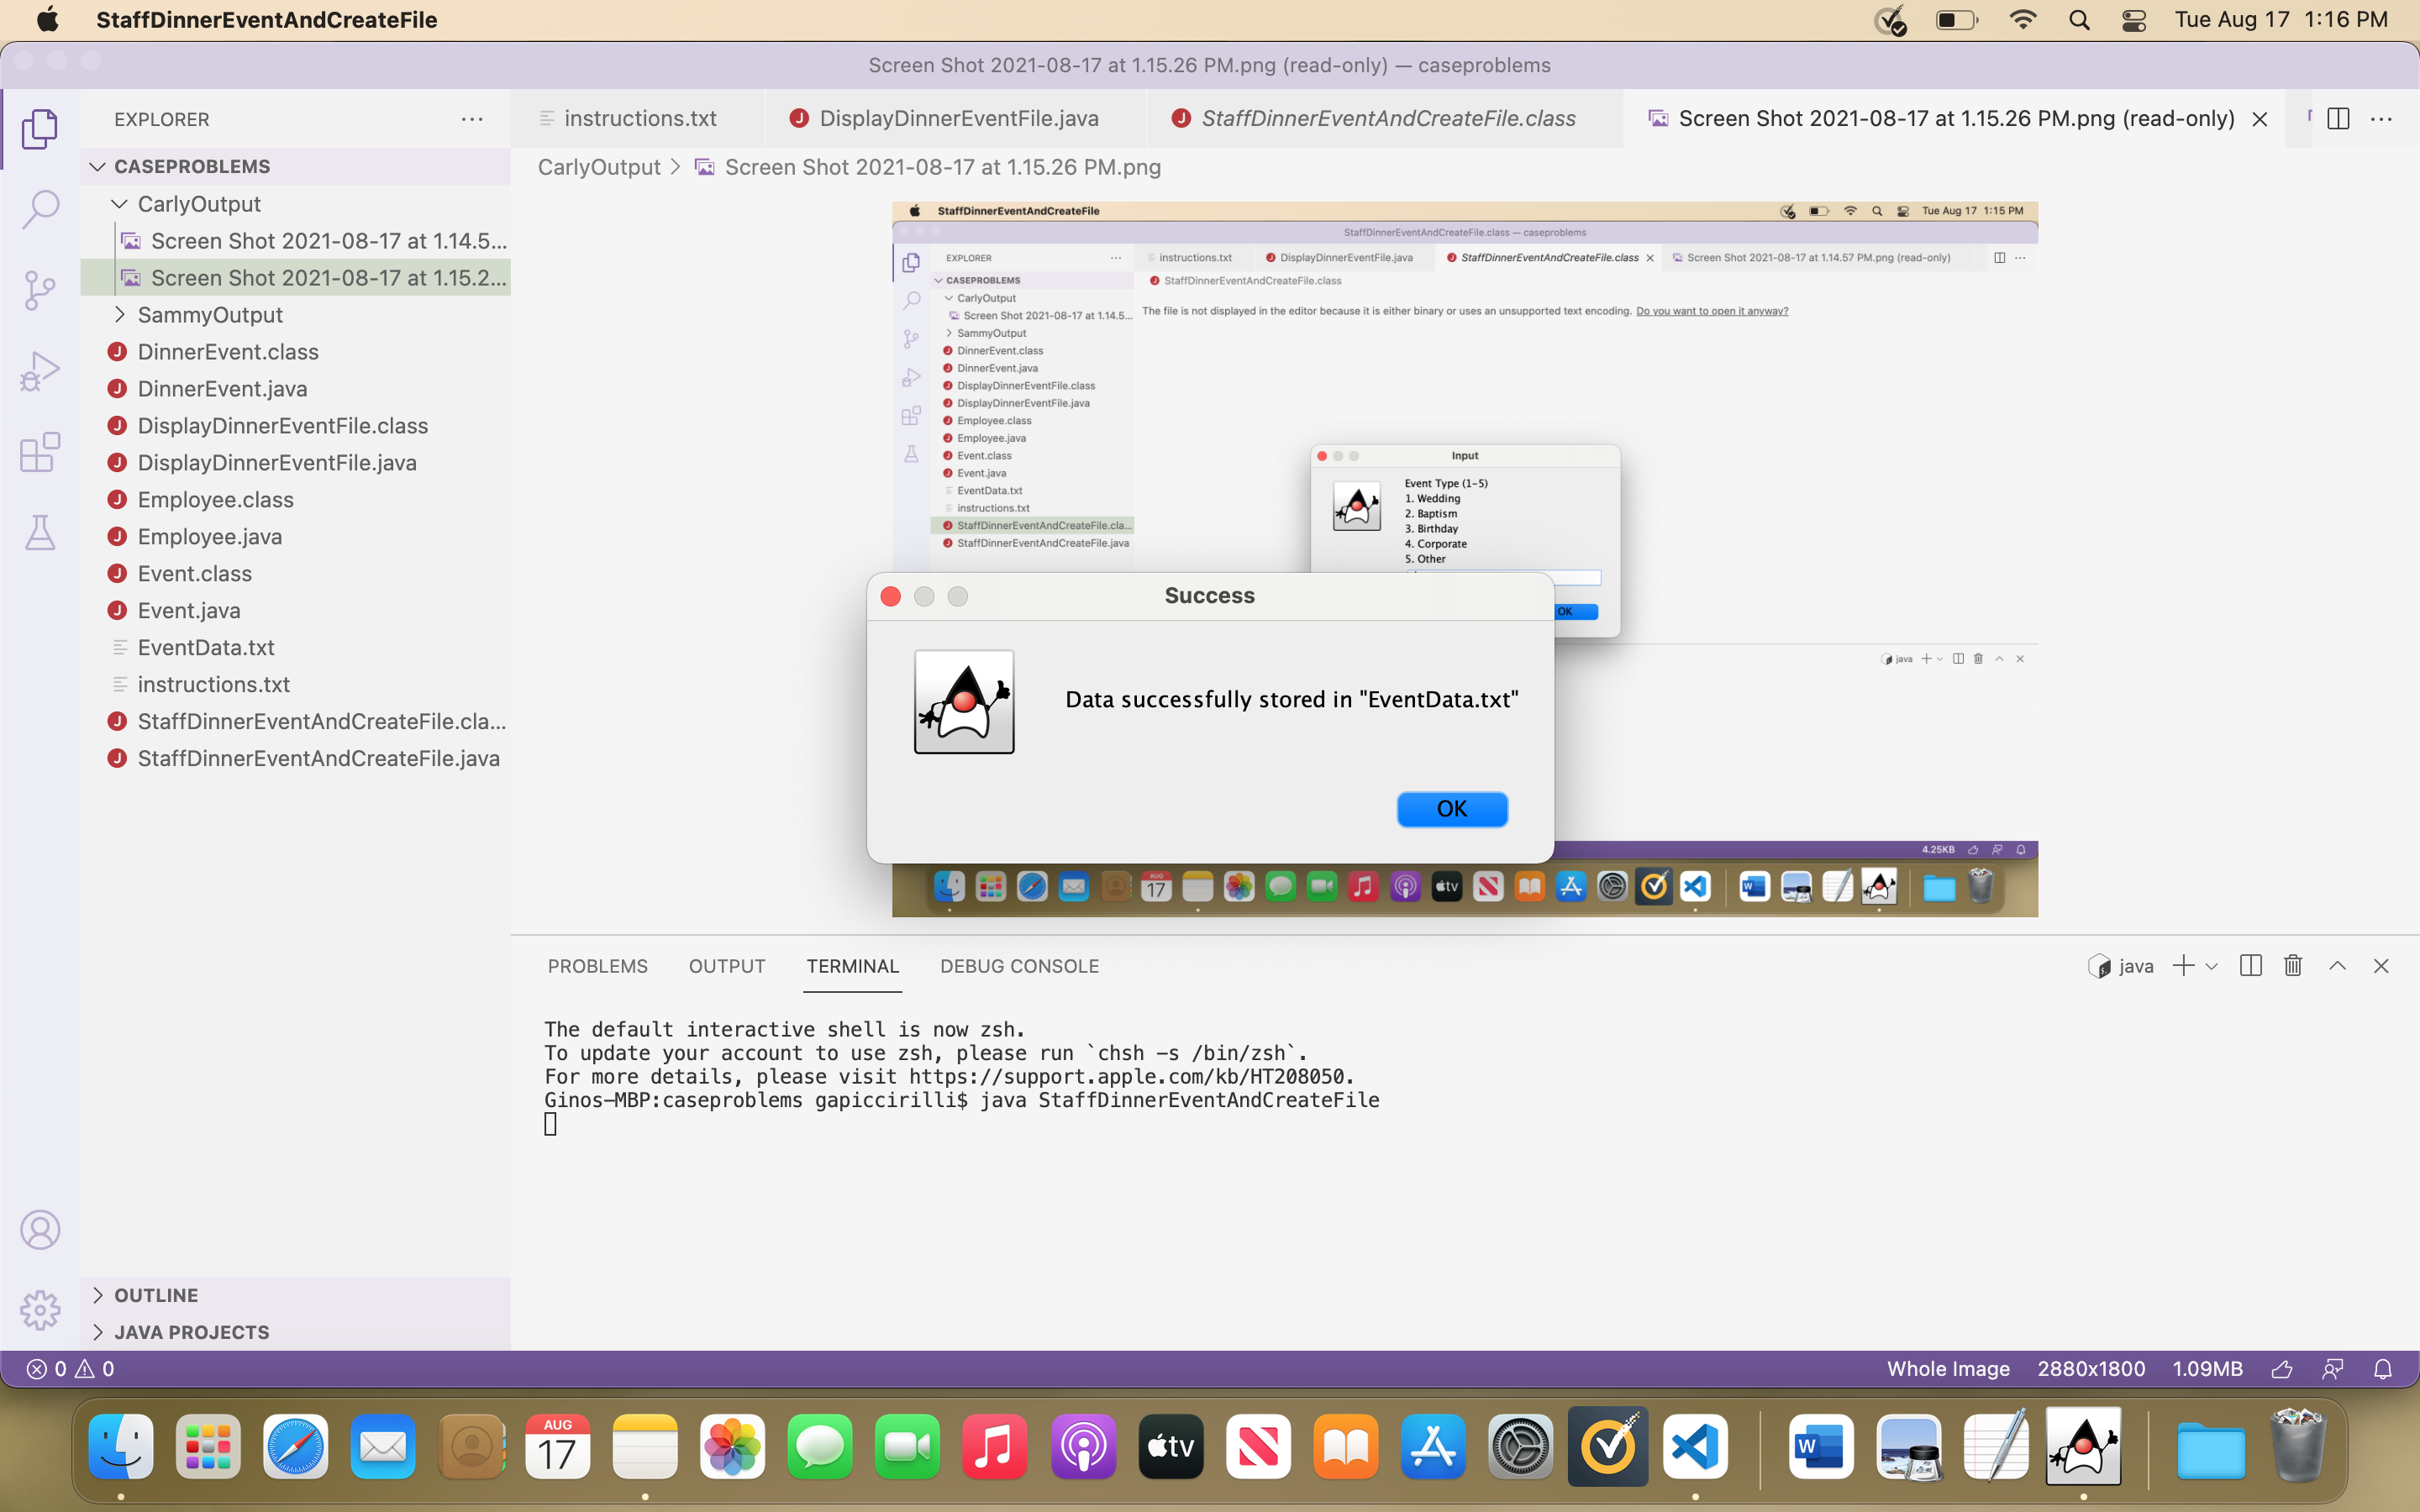 StaffDinnerEventAndCreateFile
Tue Aug 17 1:16 PM
Screen Shot 2021-08-17 at 1.15.26 PM.png (read-only) — caseproblems
EXPLORER
instructions.txt
DisplayDinnerEventFile.java
StaffDinnerEventAndCreateFile.class
Screen Shot 2021-08-17 at 1.15.26 PM.png (read-only)
CASEPROBLEMS
CarlyOutput
Screen Shot 2021-08-17 at 1.14.5...
Screen Shot 2021-08-17 at 1.15.2...
SammyOutput
DinnerEvent.class
DinnerEvent.java
DisplayDinnerEventFile.class
DisplayDinnerEventFile.java
Employee.class
Employee.java
Event.class
Event.java
EventData.txt
instructions.txt
StaffDinnerEventAndCreateFile.cla...
StaffDinnerEventAndCreateFile.java
OUTLINE
JAVA PROJECTS
CarlyOutput > Screen Shot 2021-08-17 at 1.15.26 PM.png
StaffDinnerEventAndCreateFile
Tue Aug 17 1:15 PM
StaffDinnerEventAndCreateFile.class — caseproblems
EXPLORER
instructions.txt
DisplayDinnerEventFile.java
StaffDinnerEventAndCreateFile.class
Screen Shot 2021-08-17 at 1.14.57 PM.png (read-only)
CASEPROBLEMS
StaffDinnerEventAndCreateFile.class
CarlyOutput
Screen Shot 2021-08-17 at 1.14.5...
SammyOutput
DinnerEvent.class
DinnerEvent.java
DisplayDinnerEventFile.class
DisplayDinnerEventFile.java
Employee.class
Employee.java
Event.class
Event.java
EventData.txt
instructions.txt
StaffDinnerEventAndCreateFile.cla...
StaffDinnerEventAndCreateFile.java
The file is not displayed in the editor because it is either binary or uses an unsupported text encoding. Do you want to open it anyway?
Input
Event Type (1-5)
1. Wedding
2. Baptism
3. Birthday
4. Corporate
5. Other
OK
java
4.25KB
AUG
17
tv
W
Success
Data successfully stored in "EventData.txt"
OK
PROBLEMS
OUTPUT
TERMINAL
DEBUG CONSOLE
java
The default interactive shell is now zsh.
To update your account to use zsh, please run `chsh -s /bin/zsh`.
For more details, please visit https://support.apple.com/kb/HT208050.
Ginos-MBP:caseproblems gapiccirilli$ java StaffDinnerEventAndCreateFile
0 0
Whole Image
2880x1800
1.09MB
AUG
17
tv
W